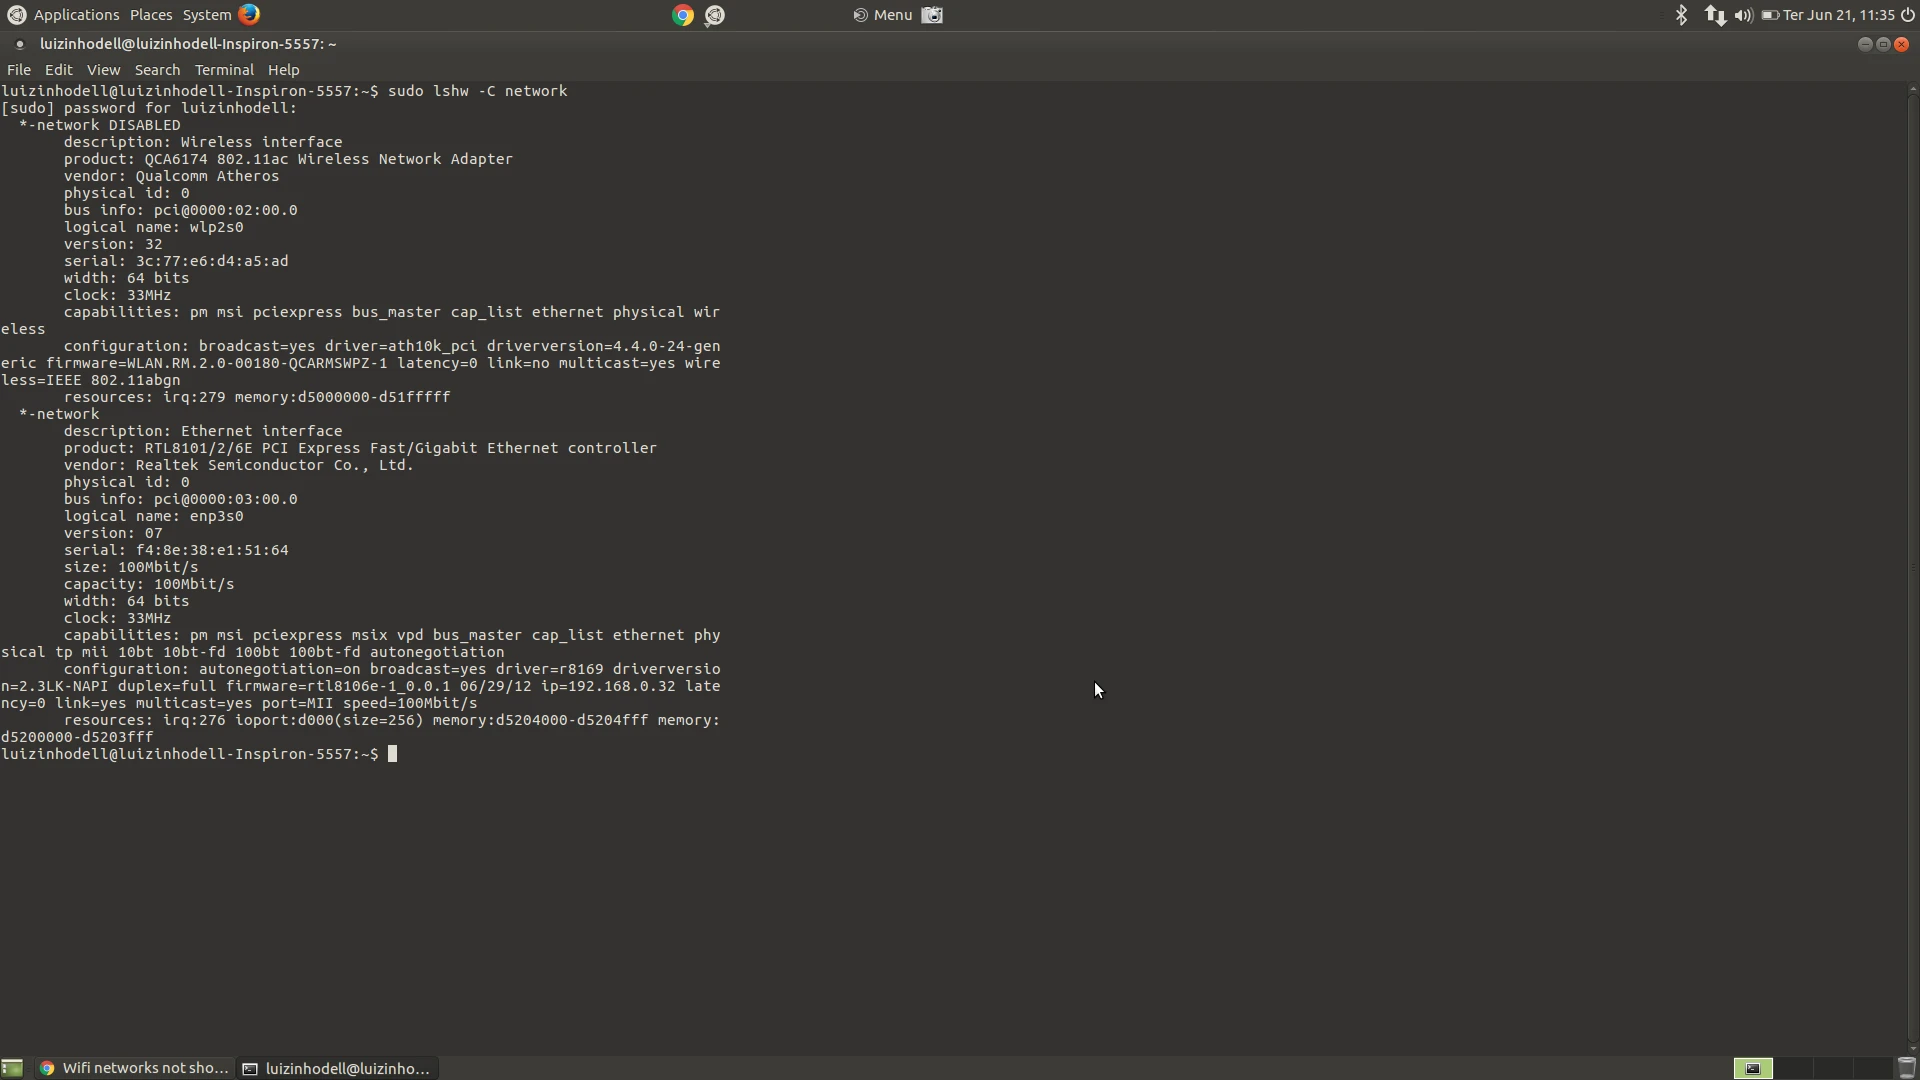 Applications Places System Menu Ter Jun 21, 11:35
luizinhodell@luizinhodell-Inspiron-5557: ~
File Edit View Search Terminal Help
luizinhodell@luizinhodell-Inspiron-5557:~$ sudo lshw -C network
[sudo] password for luizinhodell:
*-network DISABLED
description: Wireless interface
product: QCA6174 802.11ac Wireless Network Adapter
vendor: Qualcomm Atheros
physical id: 0
bus info: pci@0000:02:00.0
logical name: wlp2s0
version: 32
serial: 3c:77:e6:d4:a5:ad
width: 64 bits
clock: 33MHz
capabilities: pm msi pciexpress bus_master cap_list ethernet physical wir
eless
configuration: broadcast=yes driver=ath10k_pci driverversion=4.4.0-24-gen
eric firmware=WLAN.RM.2.0-00180-QCARMSWPZ-1 latency=0 link=no multicast=yes wire
less=IEEE 802.11abgn
resources: irq:279 memory:d5000000-d51fffff
*-network
description: Ethernet interface
product: RTL8101/2/6E PCI Express Fast/Gigabit Ethernet controller
vendor: Realtek Semiconductor Co., Ltd.
physical id: 0
bus info: pci@0000:03:00.0
logical name: enp3s0
version: 07
serial: f4:8e:38:e1:51:64
size: 100Mbit/s
capacity: 100Mbit/s
width: 64 bits
clock: 33MHz
capabilities: pm msi pciexpress msix vpd bus_master cap_list ethernet phy
sical tp mii 10bt 10bt-fd 100bt 100bt-fd autonegotiation
configuration: autonegotiation=on broadcast=yes driver=r8169 driverversio
n=2.3LK-NAPI duplex=full firmware=rtl8106e-1_0.0.1 06/29/12 ip=192.168.0.32 late
ncy=0 link=yes multicast=yes port=MII speed=100Mbit/s
resources: irq:276 ioport:d000(size=256) memory:d5204000-d5204fff memory:
d5200000-d5203fff
luizinhodell@luizinhodell-Inspiron-5557:~$
Wifi networks not sho... luizinhodell@luizinho...